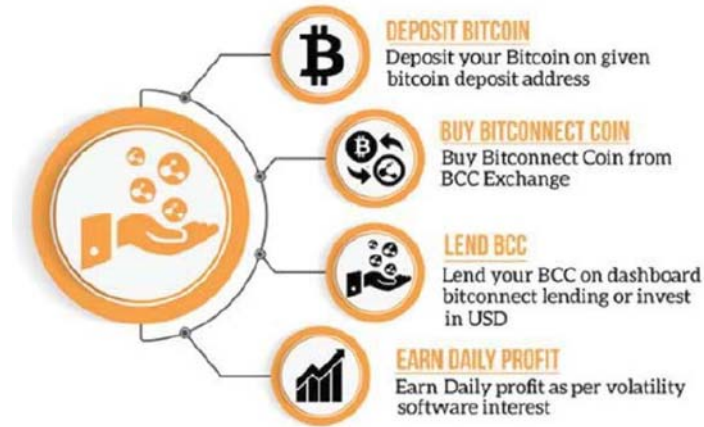 DEPOSIT BITCOIN
Deposit your Bitcoin on given
bitcoin deposit address
BUY BITCONNECT COIN
Buy Bitconnect Coin from
BCC Exchange
LEND BCC
Lend your BCC on dashboard
bitconnect lending or invest
in USD
EARN DAILY PROFIT
Earn Daily profit as per volatility
software interest